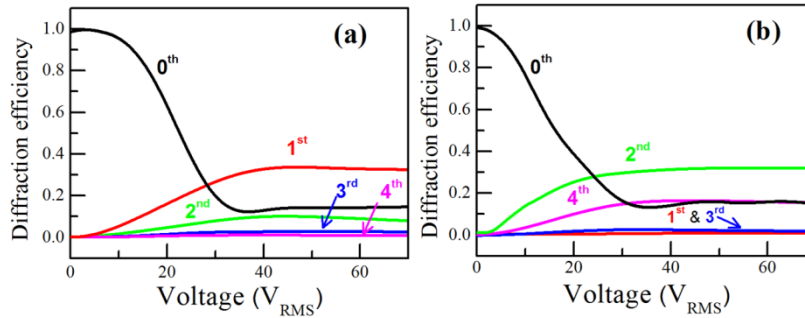 (a)
Diffraction efficiency
1.0
0.8
0.6
0.4
0.2
0.0
0th
1st
2nd
3rd
4th
0
20
40
60
Voltage (VRMS)
(b)
Diffraction efficiency
1.0
0.8
0.6
0.4
0.2
0.0
0th
2nd
4th
1st & 3rd
0
20
40
60
Voltage (VRMS)